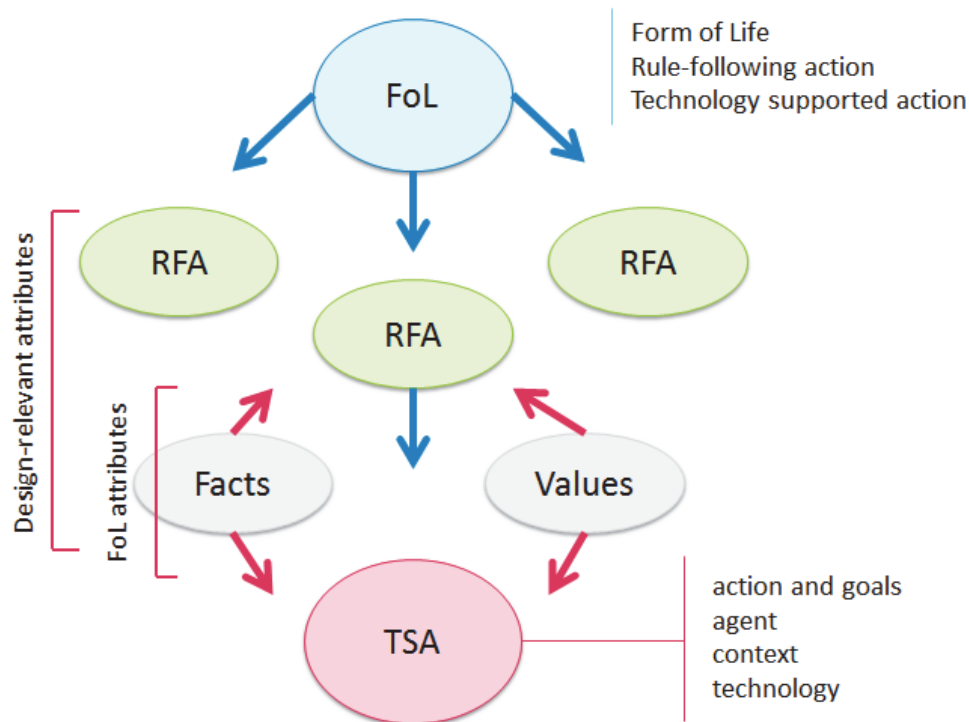 FoL
Form of Life
Rule-following action
Technology supported action
RFA
RFA
RFA
Design-relevant attributes
FoL attributes
Facts
Values
TSA
action and goals
agent
context
technology